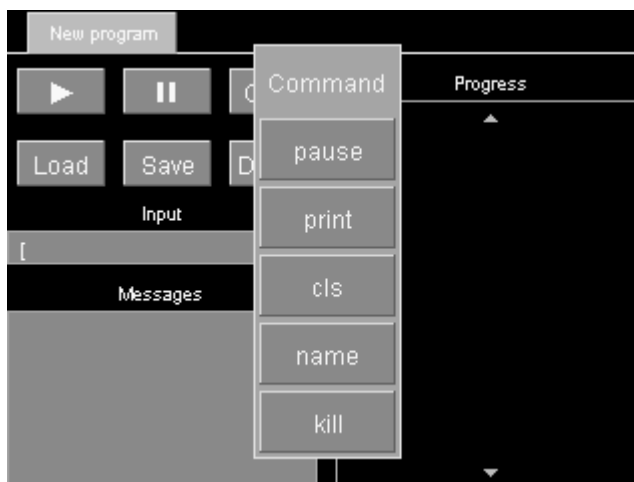 New program
Command
Progress
pause
Load
Save
print
Input
[
cls
Messages
name
kill